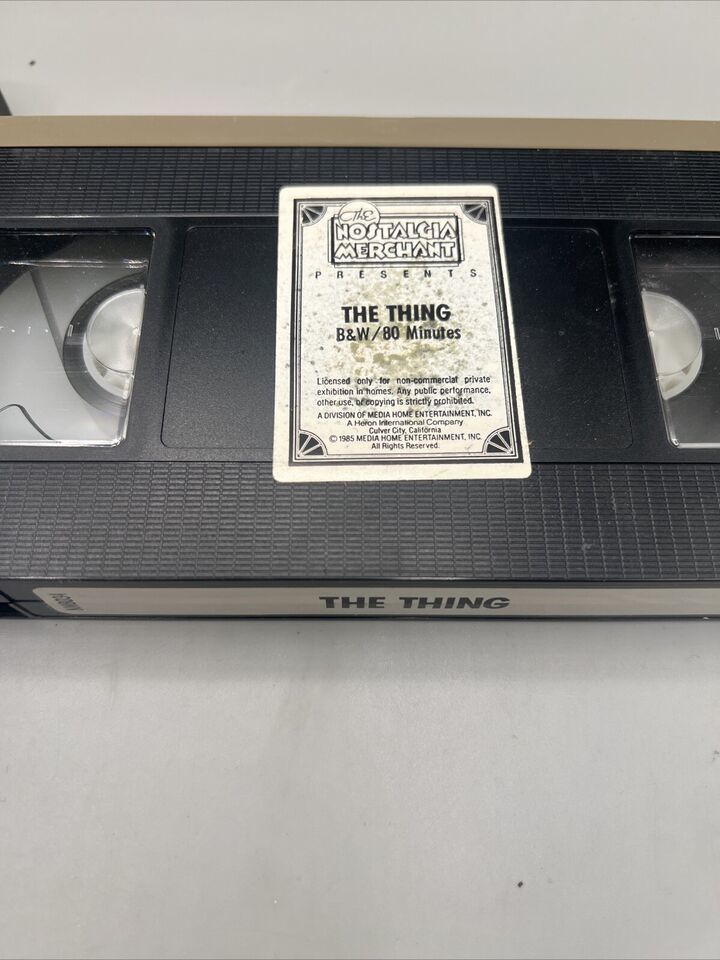 The
NOSTALGIA
MERCHANT
PRESENTS
THE THING
B&W/80 Minutes
Licensed only for non-commercial private
exhibition in homes. Any public performance,
other use, or copying is strictly prohibited.
A DIVISION OF MEDIA HOME ENTERTAINMENT, INC.
A Heron International Company
Culver City, California
© 1985 MEDIA HOME ENTERTAINMENT, INC.
All Rights Reserved.
THE THING